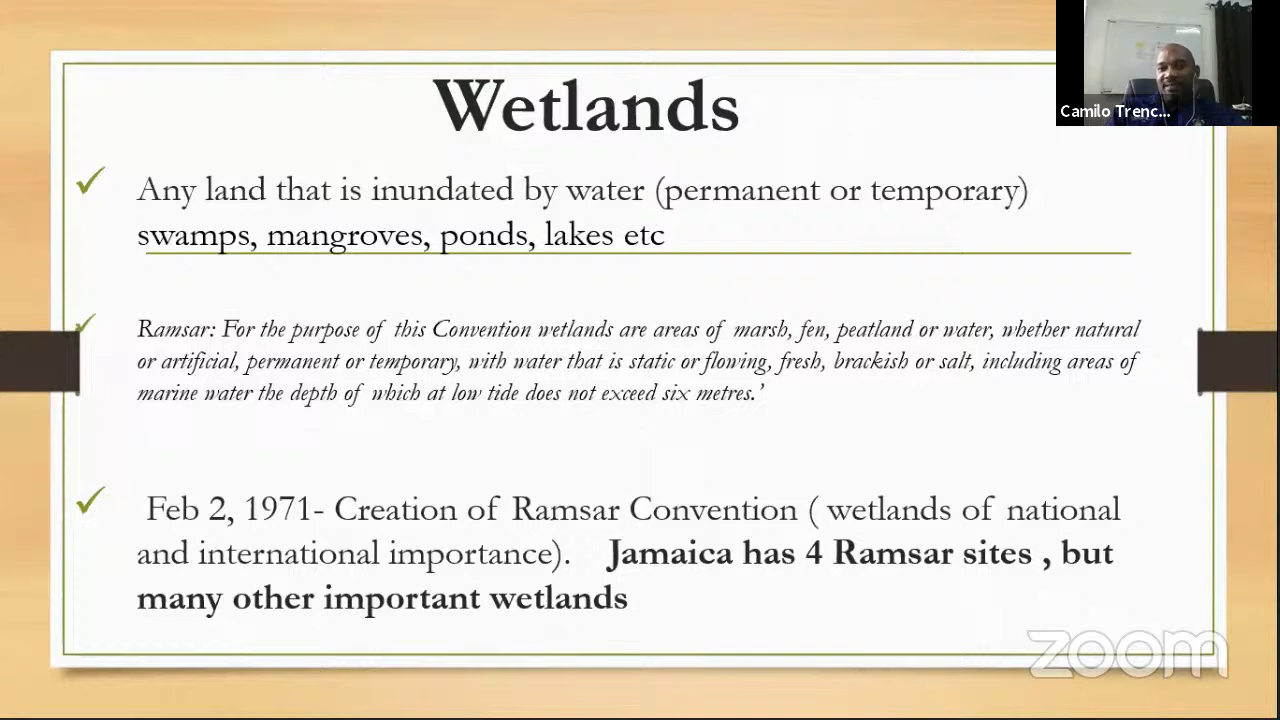 Wetlands
Camilo Trenc...
Any land that is inundated by water (permanent or temporary)
swamps, mangroves, ponds, lakes etc
Ramsar: For the purpose of this Convention wetlands are areas of marsh, fen, peatland or water, whether natural
or artificial, permanent or temporary, with water that is static or flowing, fresh, brackish or salt, including areas of
marine water the depth of which at low tide does not exceed six metres.’
Feb 2, 1971- Creation of Ramsar Convention ( wetlands of national
and international importance). Jamaica has 4 Ramsar sites , but
many other important wetlands
zoom